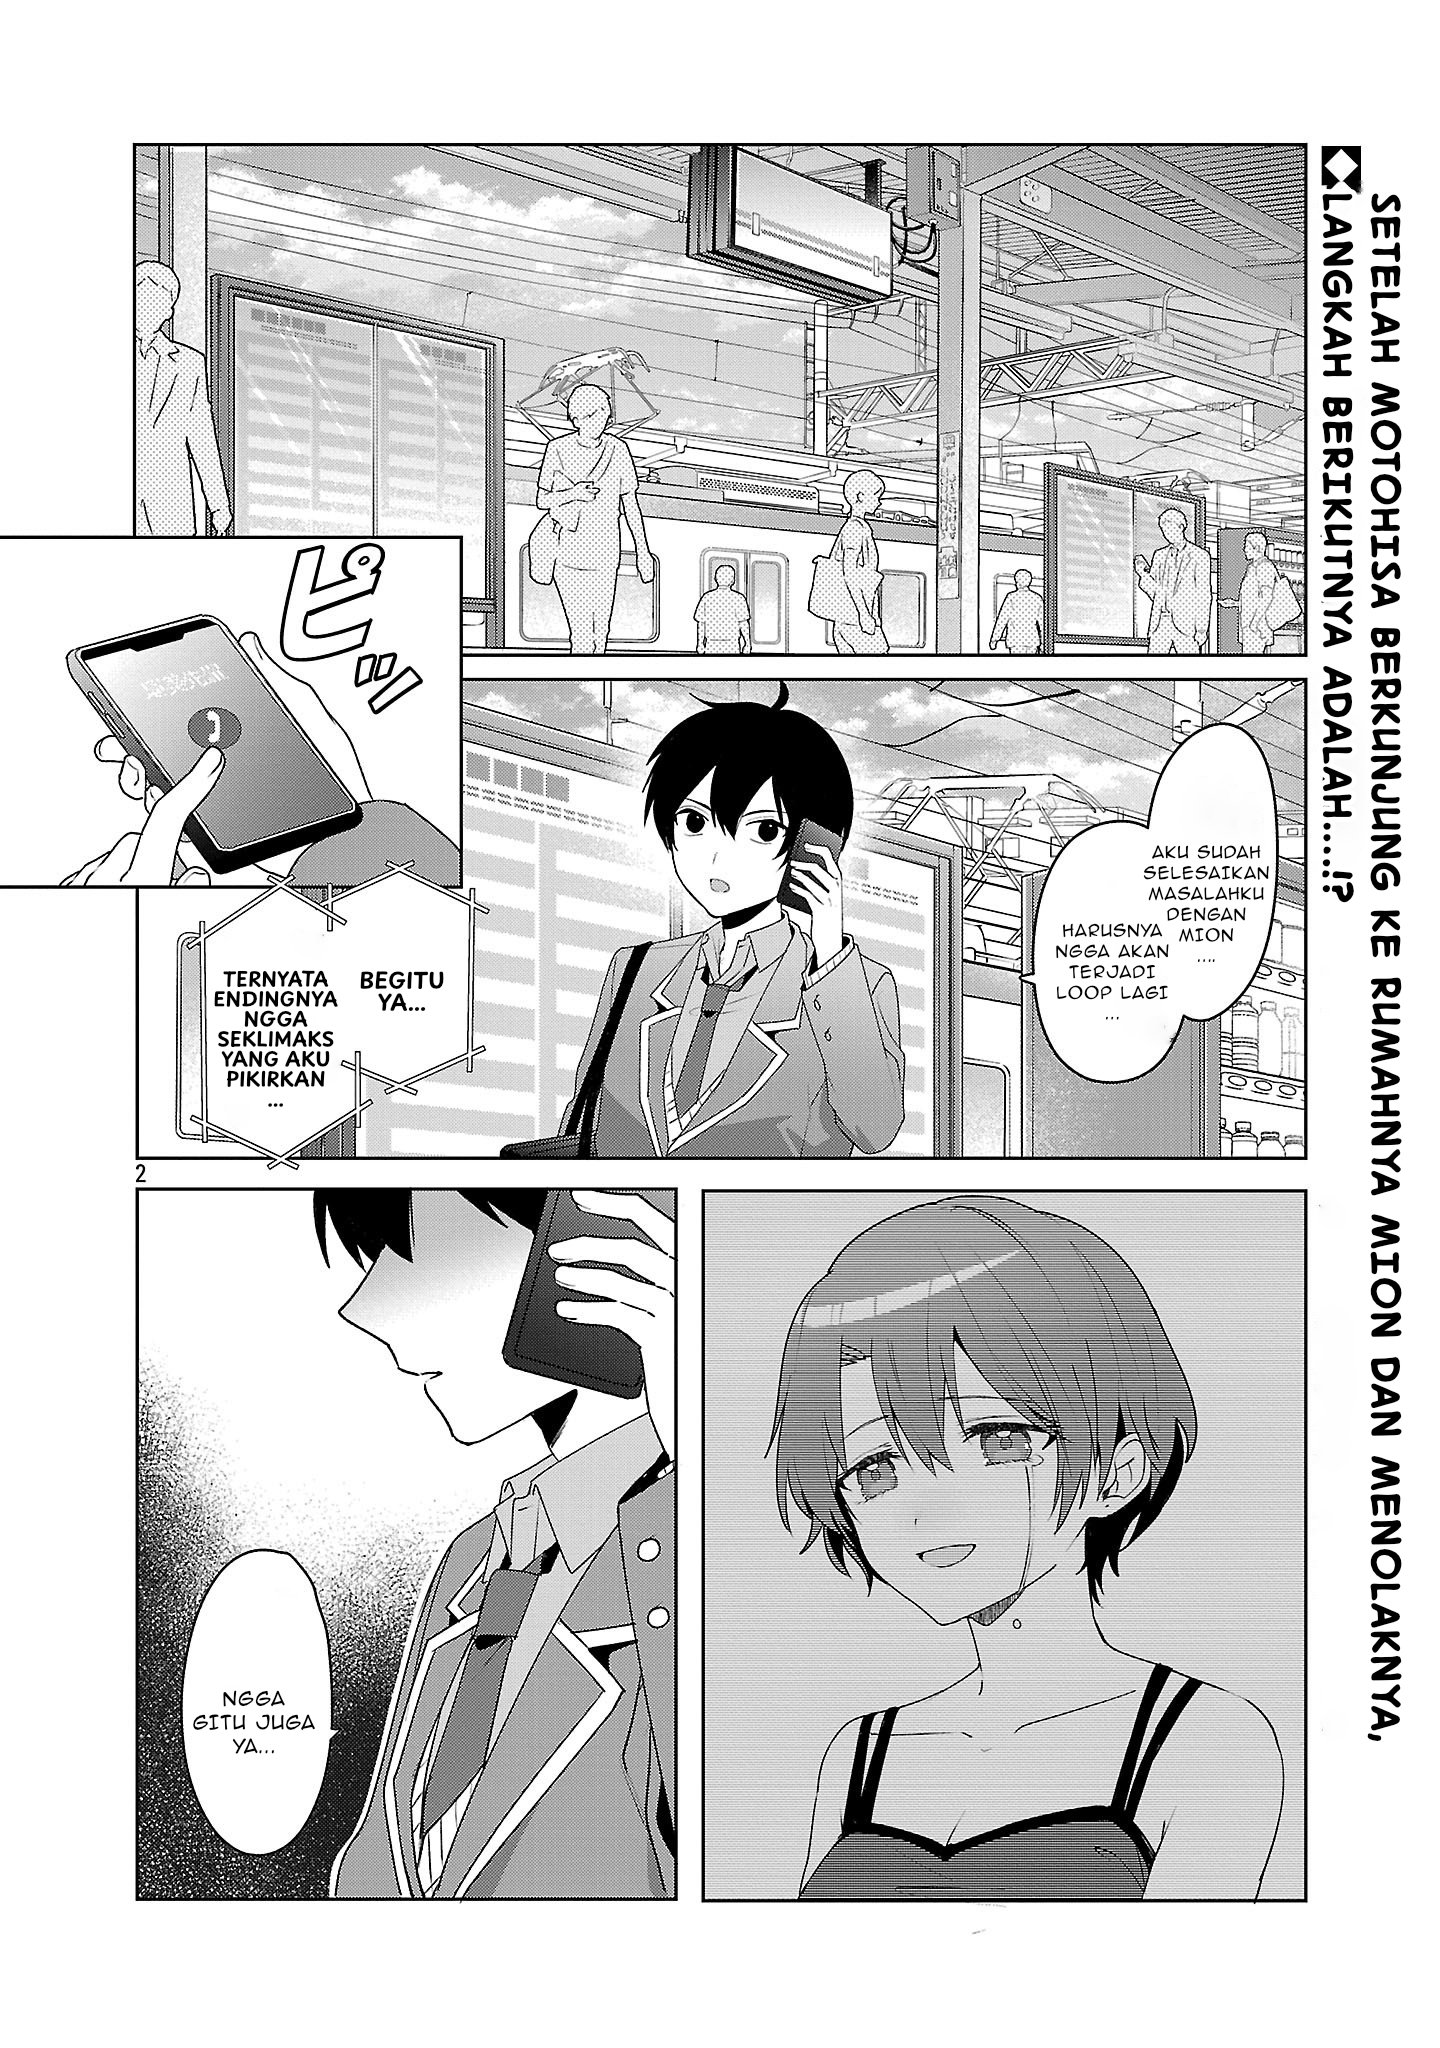 SETELAH MOTOHISA BERKUNJUNG KE RUMAHNYA MION DAN MENOLAKNYA,
LANGKAH BERIKUTNYA ADALAH....!?
ピッ
AKU SUDAH
SELESAIKAN
MASALAHKU
DENGAN
MION
....
HARUSNYA
NGGA AKAN
TERJADI
LOOP LAGI
...
BEGITU
YA...
TERNYATA
ENDINGNYA
NGGA
SEKLIMAKS
YANG AKU
PIKIRKAN
...
2
NGGA
GITU JUGA
YA...